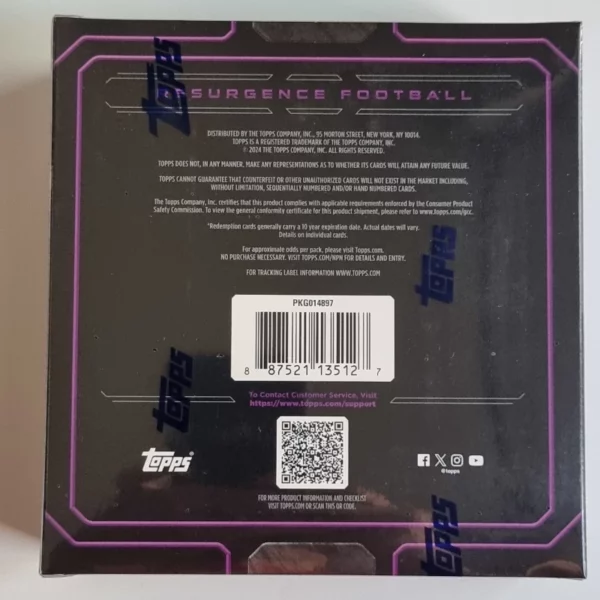 topps
RESURGENCE FOOTBALL
DISTRIBUTED BY THE TOPPS COMPANY, INC., 95 MORTON STREET, NEW YORK, NY 10014.
TOPPS IS A REGISTERED TRADEMARK OF THE TOPPS COMPANY, INC.
© 2024 THE TOPPS COMPANY, INC. ALL RIGHTS RESERVED.
TOPPS DOES NOT, IN ANY MANNER, MAKE ANY REPRESENTATIONS AS TO WHETHER ITS CARDS WILL ATTAIN ANY FUTURE VALUE.
TOPPS CANNOT GUARANTEE THAT COUNTERFEIT OR OTHER UNAUTHORIZED CARDS WILL NOT EXIST IN THE MARKET INCLUDING,
WITHOUT LIMITATION, SEQUENTIALLY NUMBERED AND/OR HAND NUMBERED CARDS.
The Topps Company, Inc. certifies that this product complies with applicable requirements enforced by the Consumer Product
Safety Commission. To view the general conformity certificate for this product shipment, please refer to www.topps.com/gcc.
*Redemption cards generally carry a 10 year expiration date. Actual dates will vary.
Details on individual cards.
For approximate odds per pack, please visit Topps.com.
NO PURCHASE NECESSARY. VISIT TOPPS.COM/NPN FOR DETAILS AND ENTRY.
topps
FOR TRACKING LABEL INFORMATION WWW.TOPPS.COM
PKG014897
8 87521 13512 7
topps
To Contact Customer Service, Visit
https://www.topps.com/support
topps
@topps
FOR MORE PRODUCT INFORMATION AND CHECKLIST
VISIT TOPPS.COM OR SCAN THIS QR CODE.
topps